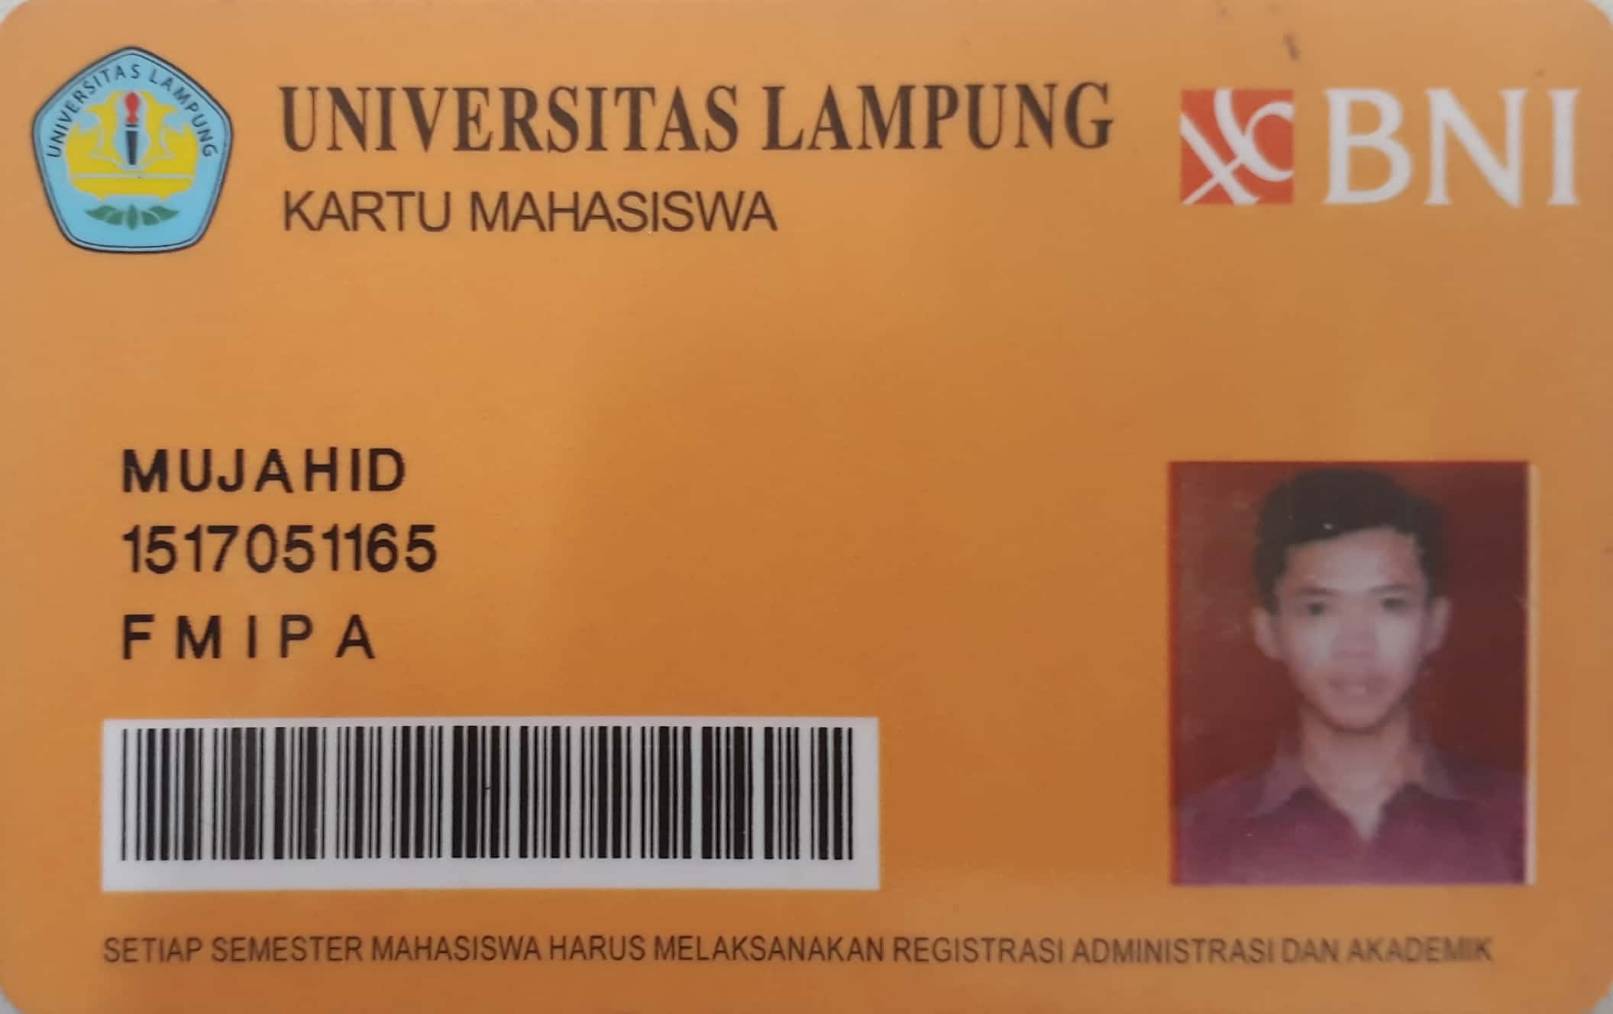 UNIVERSITAS LAMPUNG
UNIVERSITAS LAMPUNG
KARTU MAHASISWA
BNI
MUJAHID
1517051165
FMIPA
SETIAP SEMESTER MAHASISWA HARUS MELAKSANAKAN REGISTRASI ADMINISTRASI DAN AKADEMIK